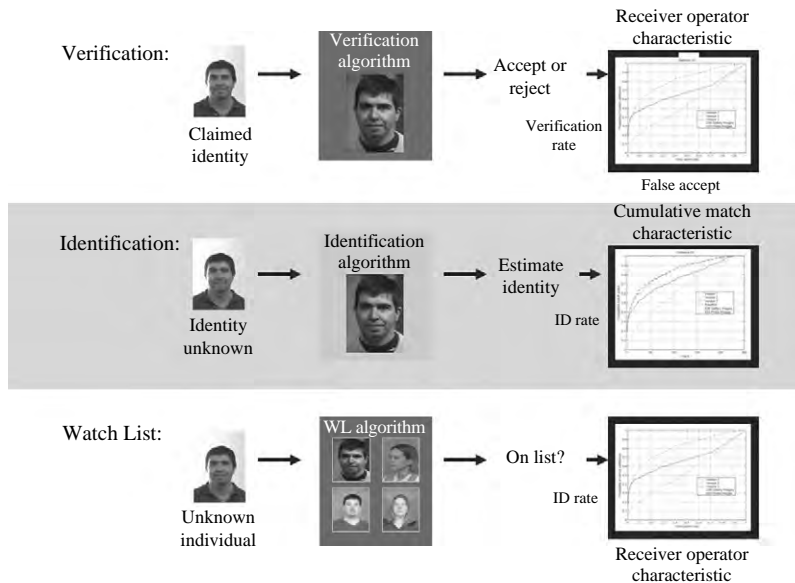 Receiver operator
characteristic
Verification:
Verification
algorithm
Accept or
reject
Claimed
identity
Verification
rate
False accept
Cumulative match
characteristic
Identification:
Identification
algorithm
Estimate
identity
Identity
unknown
ID rate
Watch List:
WL algorithm
On list?
Unknown
individual
ID rate
Receiver operator
characteristic